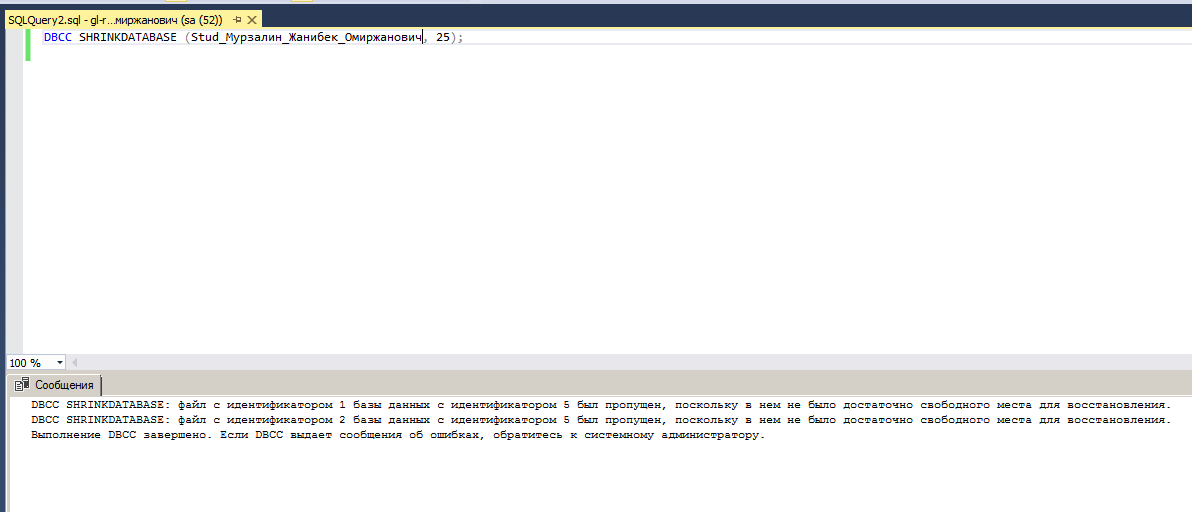 SQLQuery2.sql - gl-r...миржанович (sa (52))
DBCC SHRINKDATABASE (Stud_Мурзалин_Жанибек_Омиржанович, 25);
100 %
Сообщения
DBCC SHRINKDATABASE: файл с идентификатором 1 базы данных с идентификатором 5 был пропущен, поскольку в нем не было достаточно свободного места для восстановления.
DBCC SHRINKDATABASE: файл с идентификатором 2 базы данных с идентификатором 5 был пропущен, поскольку в нем не было достаточно свободного места для восстановления.
Выполнение DBCC завершено. Если DBCC выдает сообщения об ошибках, обратитесь к системному администратору.